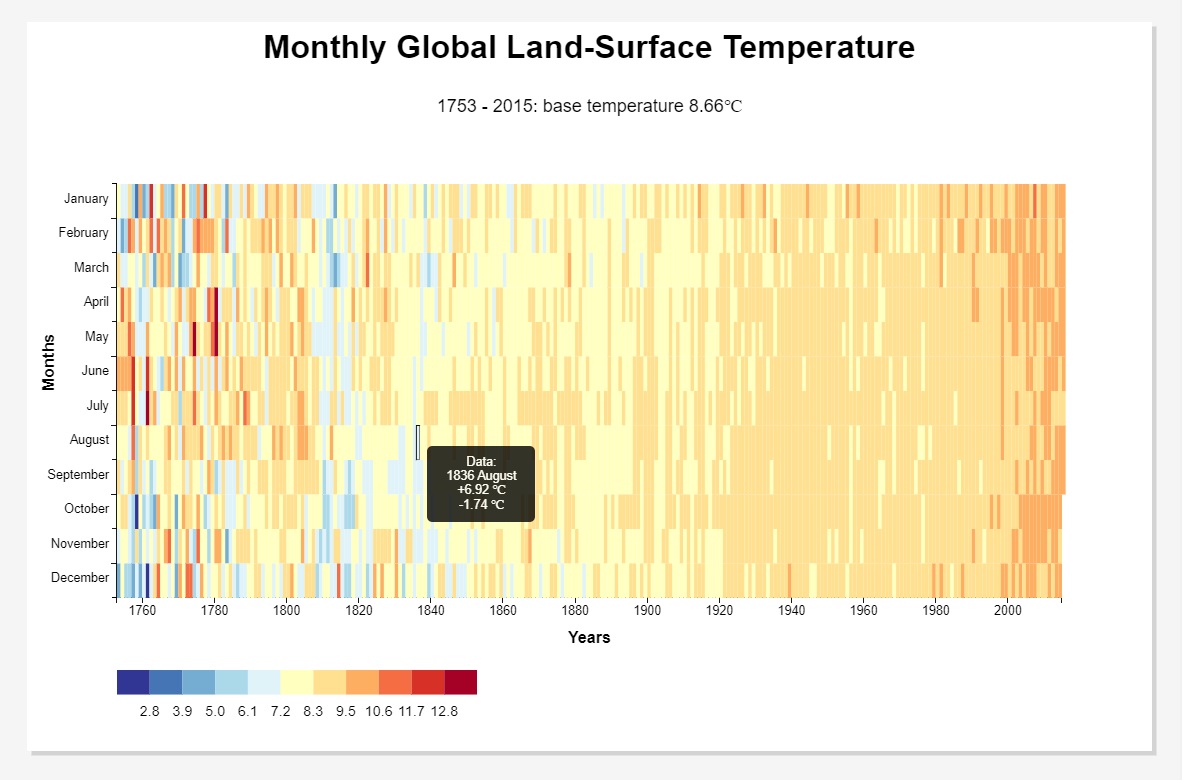 Monthly Global Land-Surface Temperature
1753 - 2015: base temperature 8.66℃
Months
January
February
March
April
May
June
July
August
September
October
November
December
Data:
1836 August
+6.92 ℃
-1.74 ℃
1760 1780 1800 1820 1840 1860 1880 1900 1920 1940 1960 1980 2000
Years
2.8 3.9 5.0 6.1 7.2 8.3 9.5 10.6 11.7 12.8